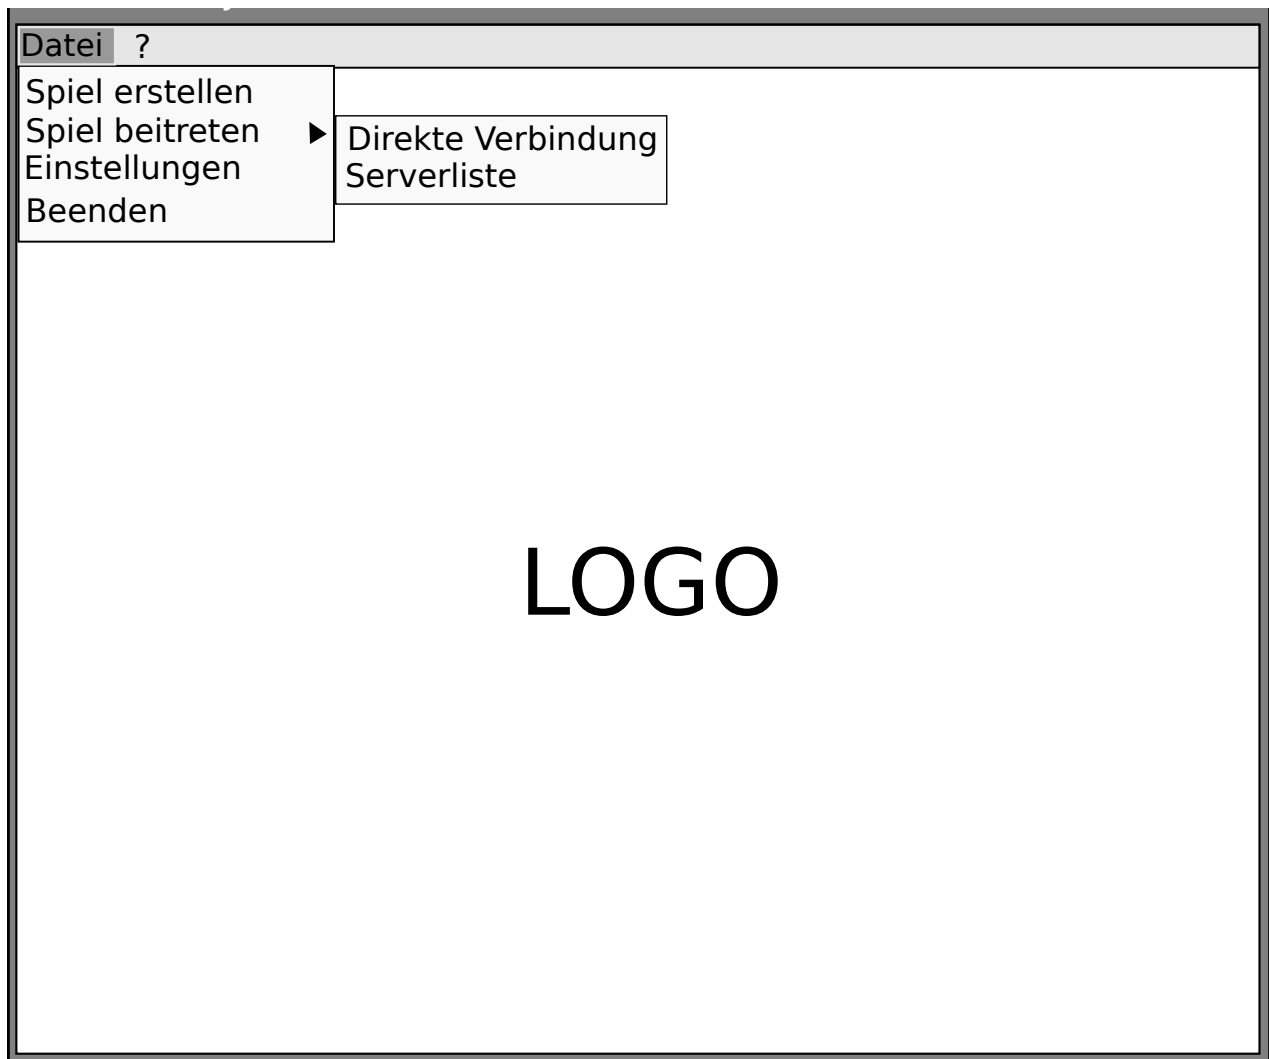 Datei ?
Spiel erstellen
Spiel beitreten ▶
Direkte Verbindung
Einstellungen
Serverliste
Beenden
LOGO